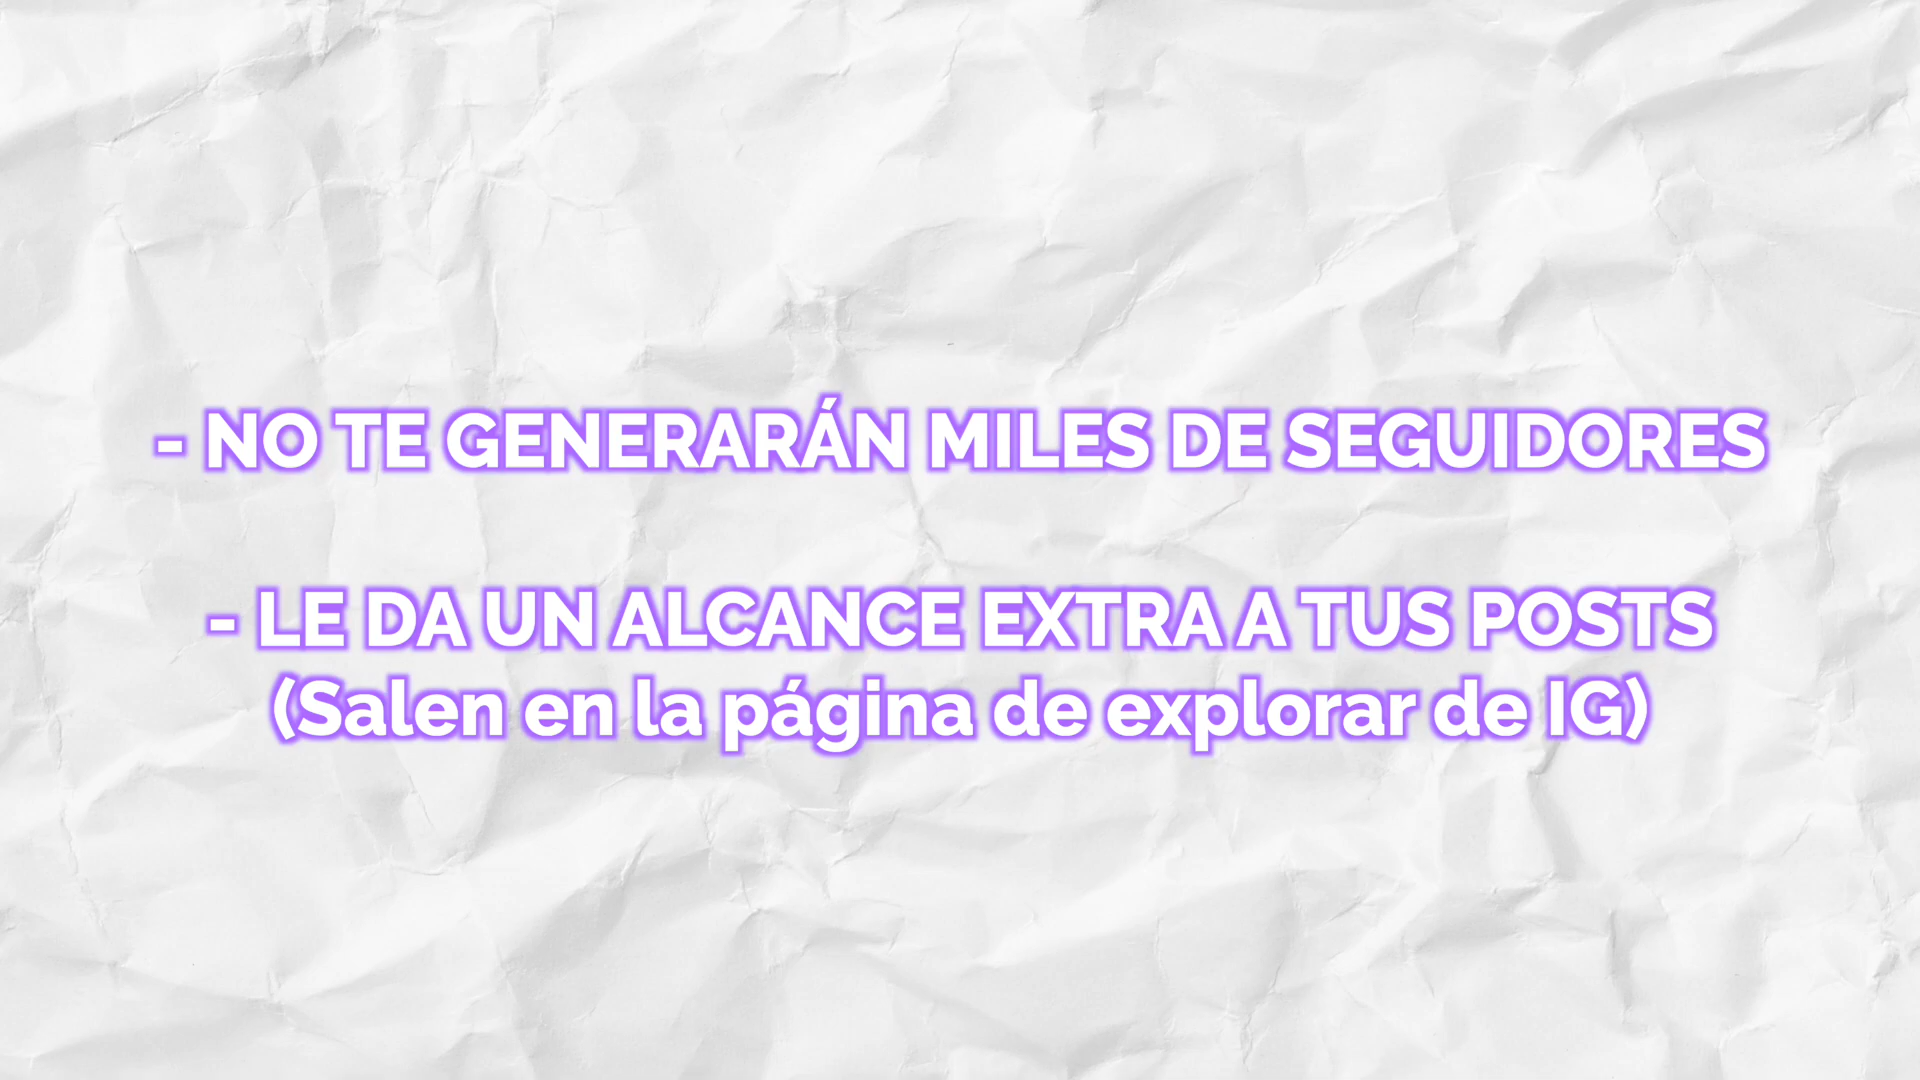 - NO TE GENERARÁN MILES DE SEGUIDORES
- LE DA UN ALCANCE EXTRA A TUS POSTS
(Salen en la página de explorar de IG)